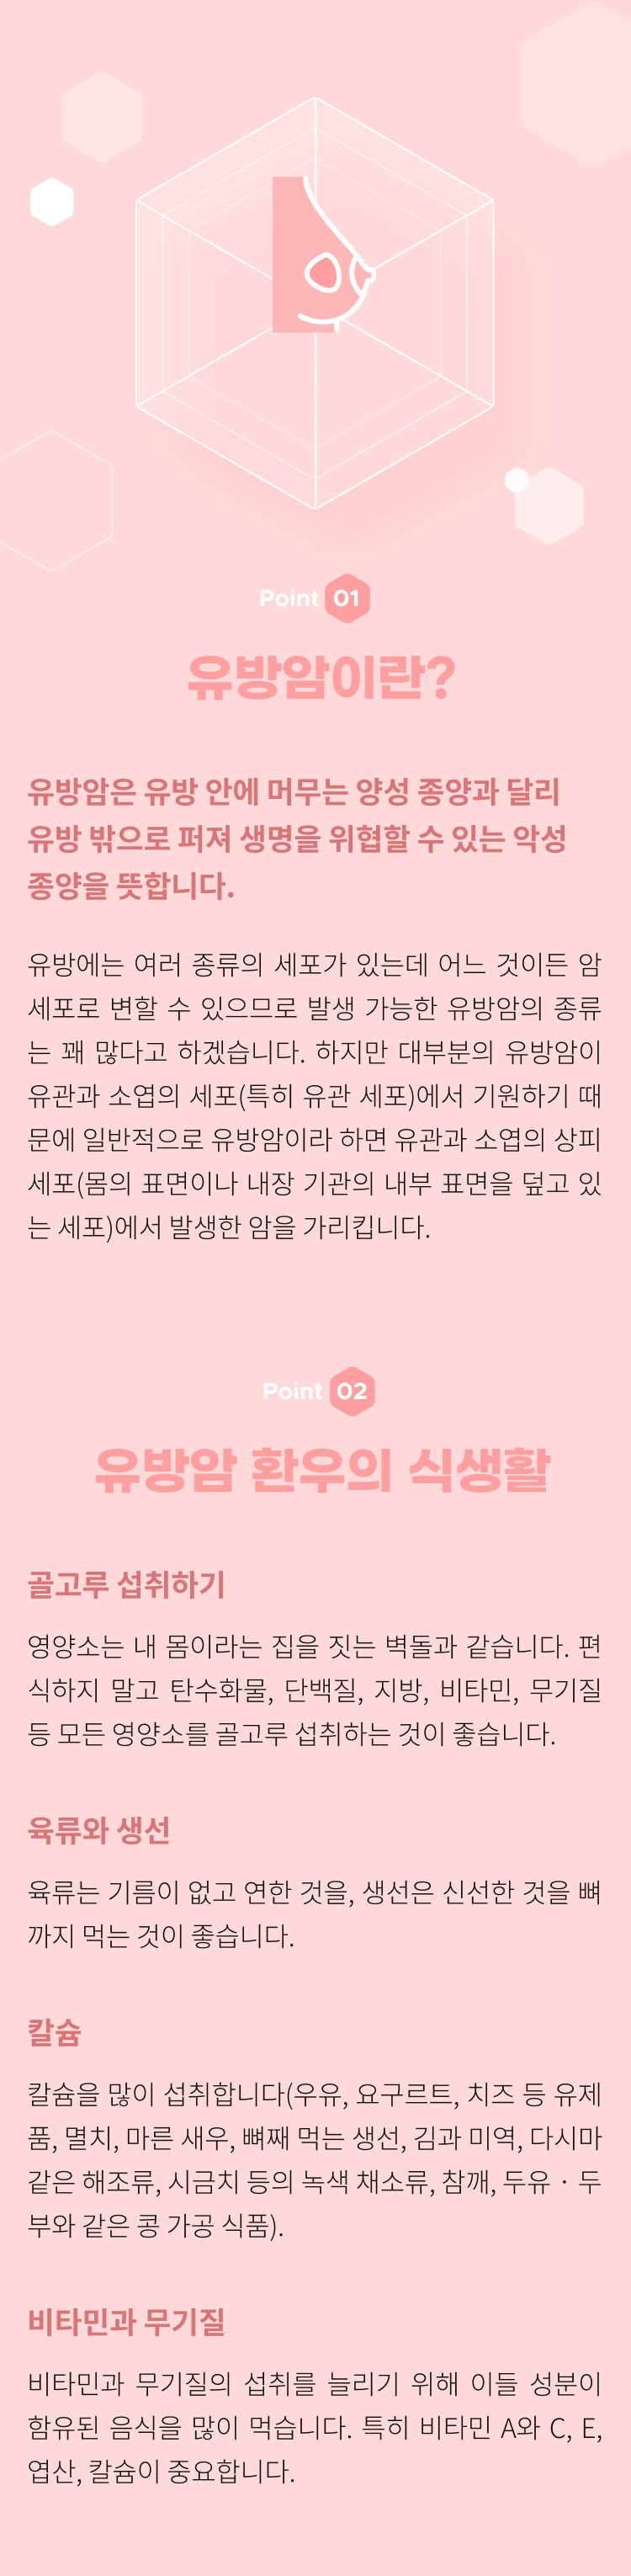 Point 01
유방암이란?
유방암은 유방 안에 머무는 양성 종양과 달리
유방 밖으로 퍼져 생명을 위협할 수 있는 악성
종양을 뜻합니다.
유방에는 여러 종류의 세포가 있는데 어느 것이든 암
세포로 변할 수 있으므로 발생 가능한 유방암의 종류
는 꽤 많다고 하겠습니다. 하지만 대부분의 유방암이
유관과 소엽의 세포(특히 유관 세포)에서 기원하기 때
문에 일반적으로 유방암이라 하면 유관과 소엽의 상피
세포(몸의 표면이나 내장 기관의 내부 표면을 덮고 있
는 세포)에서 발생한 암을 가리킵니다.
Point 02
유방암 환우의 식생활
골고루 섭취하기
영양소는 내 몸이라는 집을 짓는 벽돌과 같습니다. 편
식하지 말고 탄수화물, 단백질, 지방, 비타민, 무기질
등 모든 영양소를 골고루 섭취하는 것이 좋습니다.
육류와 생선
육류는 기름이 없고 연한 것을, 생선은 신선한 것을 뼈
까지 먹는 것이 좋습니다.
칼슘
칼슘을 많이 섭취합니다(우유, 요구르트, 치즈 등 유제
품, 멸치, 마른 새우, 뼈째 먹는 생선, 김과 미역, 다시마
같은 해조류, 시금치 등의 녹색 채소류, 참깨, 두유 · 두
부와 같은 콩 가공 식품).
비타민과 무기질
비타민과 무기질의 섭취를 늘리기 위해 이들 성분이
함유된 음식을 많이 먹습니다. 특히 비타민 A와 C, E,
엽산, 칼슘이 중요합니다.